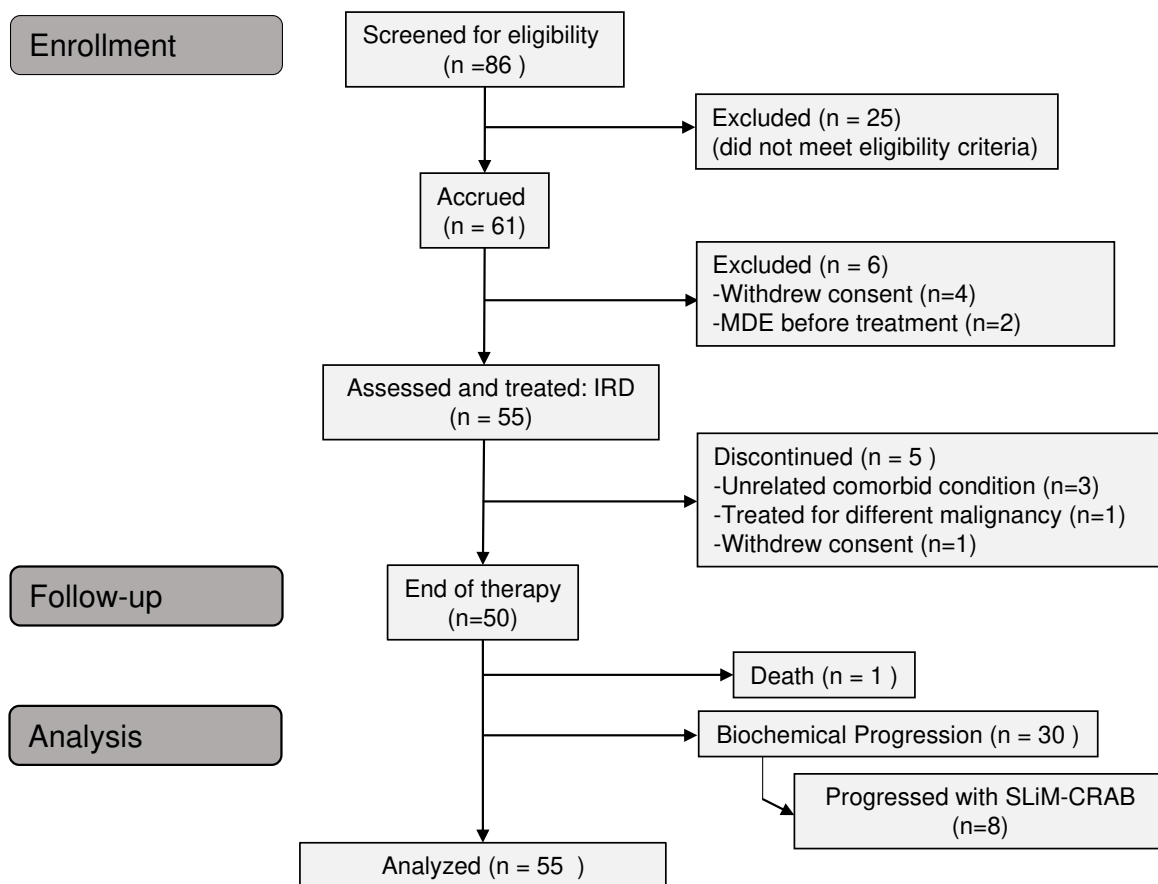 Enrollment
Screened for eligibility
(n =86 )
Excluded (n = 25)
(did not meet eligibility criteria)
Accrued
(n = 61)
Excluded (n = 6)
-Withdrew consent (n=4)
-MDE before treatment (n=2)
Assessed and treated: IRD
(n = 55)
Discontinued (n = 5 )
-Unrelated comorbid condition (n=3)
-Treated for different malignancy (n=1)
-Withdrew consent (n=1)
Follow-up
End of therapy
(n=50)
Death (n = 1 )
Analysis
Biochemical Progression (n = 30 )
Progressed with SLiM-CRAB
(n=8)
Analyzed (n = 55 )